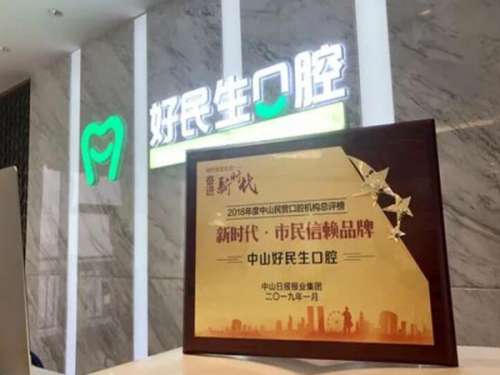 好民生口腔
奋进新时代
2018年度中山民营口腔机构总评榜
新时代·市民信赖品牌
中山好民生口腔
中山日报报业集团
二〇一九年一月